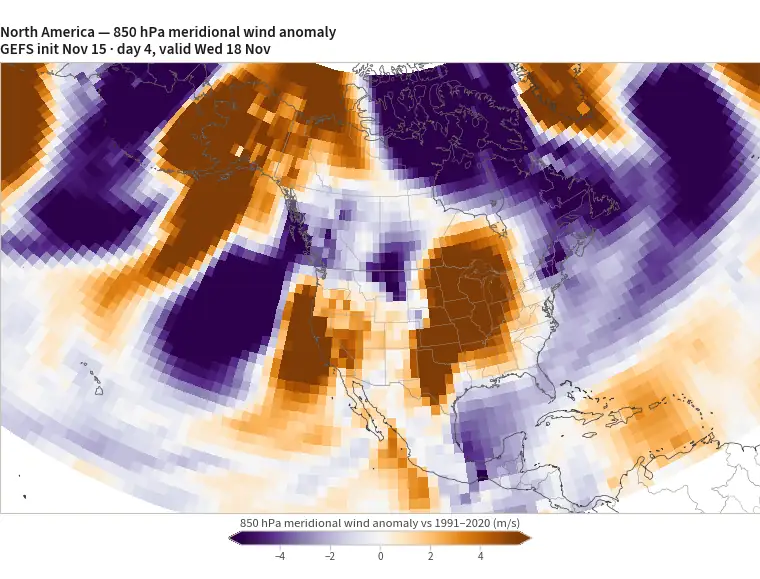 North America — 850 hPa meridional wind anomaly
GEFS init Nov 15 · day 4, valid Wed 18 Nov
850 hPa meridional wind anomaly vs 1991–2020 (m/s)
−4 −2 0 2 4